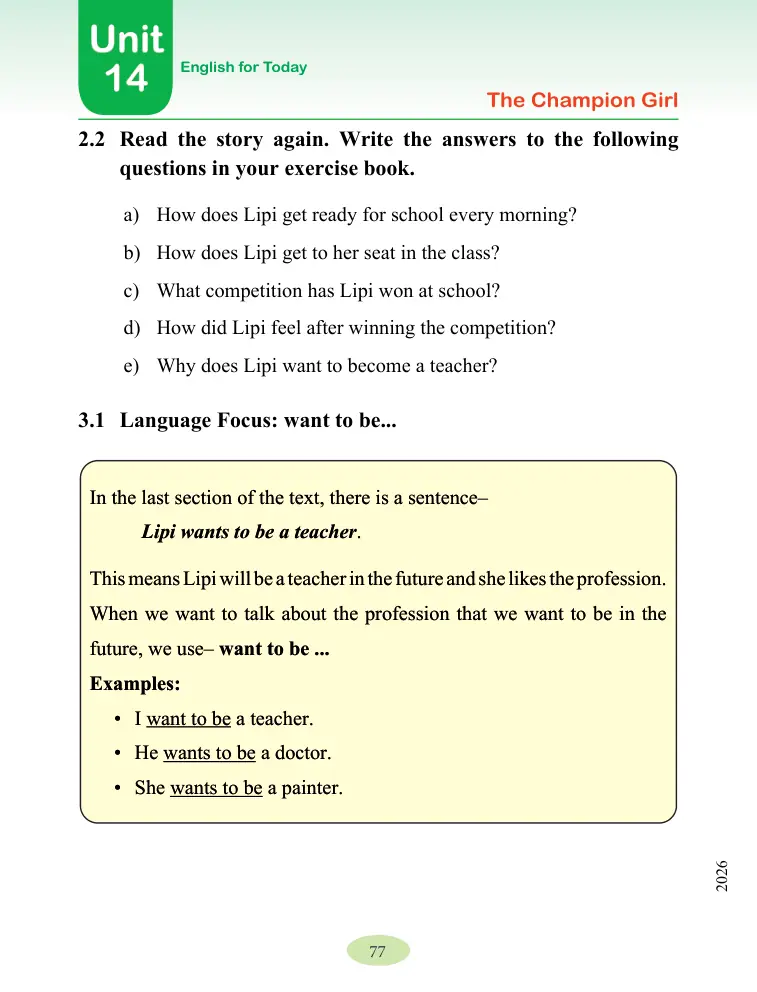 Unit
14
English for Today
The Champion Girl
2.2 Read the story again. Write the answers to the following
questions in your exercise book.
a) How does Lipi get ready for school every morning?
b) How does Lipi get to her seat in the class?
c) What competition has Lipi won at school?
d) How did Lipi feel after winning the competition?
e) Why does Lipi want to become a teacher?
3.1 Language Focus: want to be...
In the last section of the text, there is a sentence–
Lipi wants to be a teacher.
This means Lipi will be a teacher in the future and she likes the profession.
When we want to talk about the profession that we want to be in the
future, we use– want to be ...
Examples:
• I want to be a teacher.
• He wants to be a doctor.
• She wants to be a painter.
2026
77